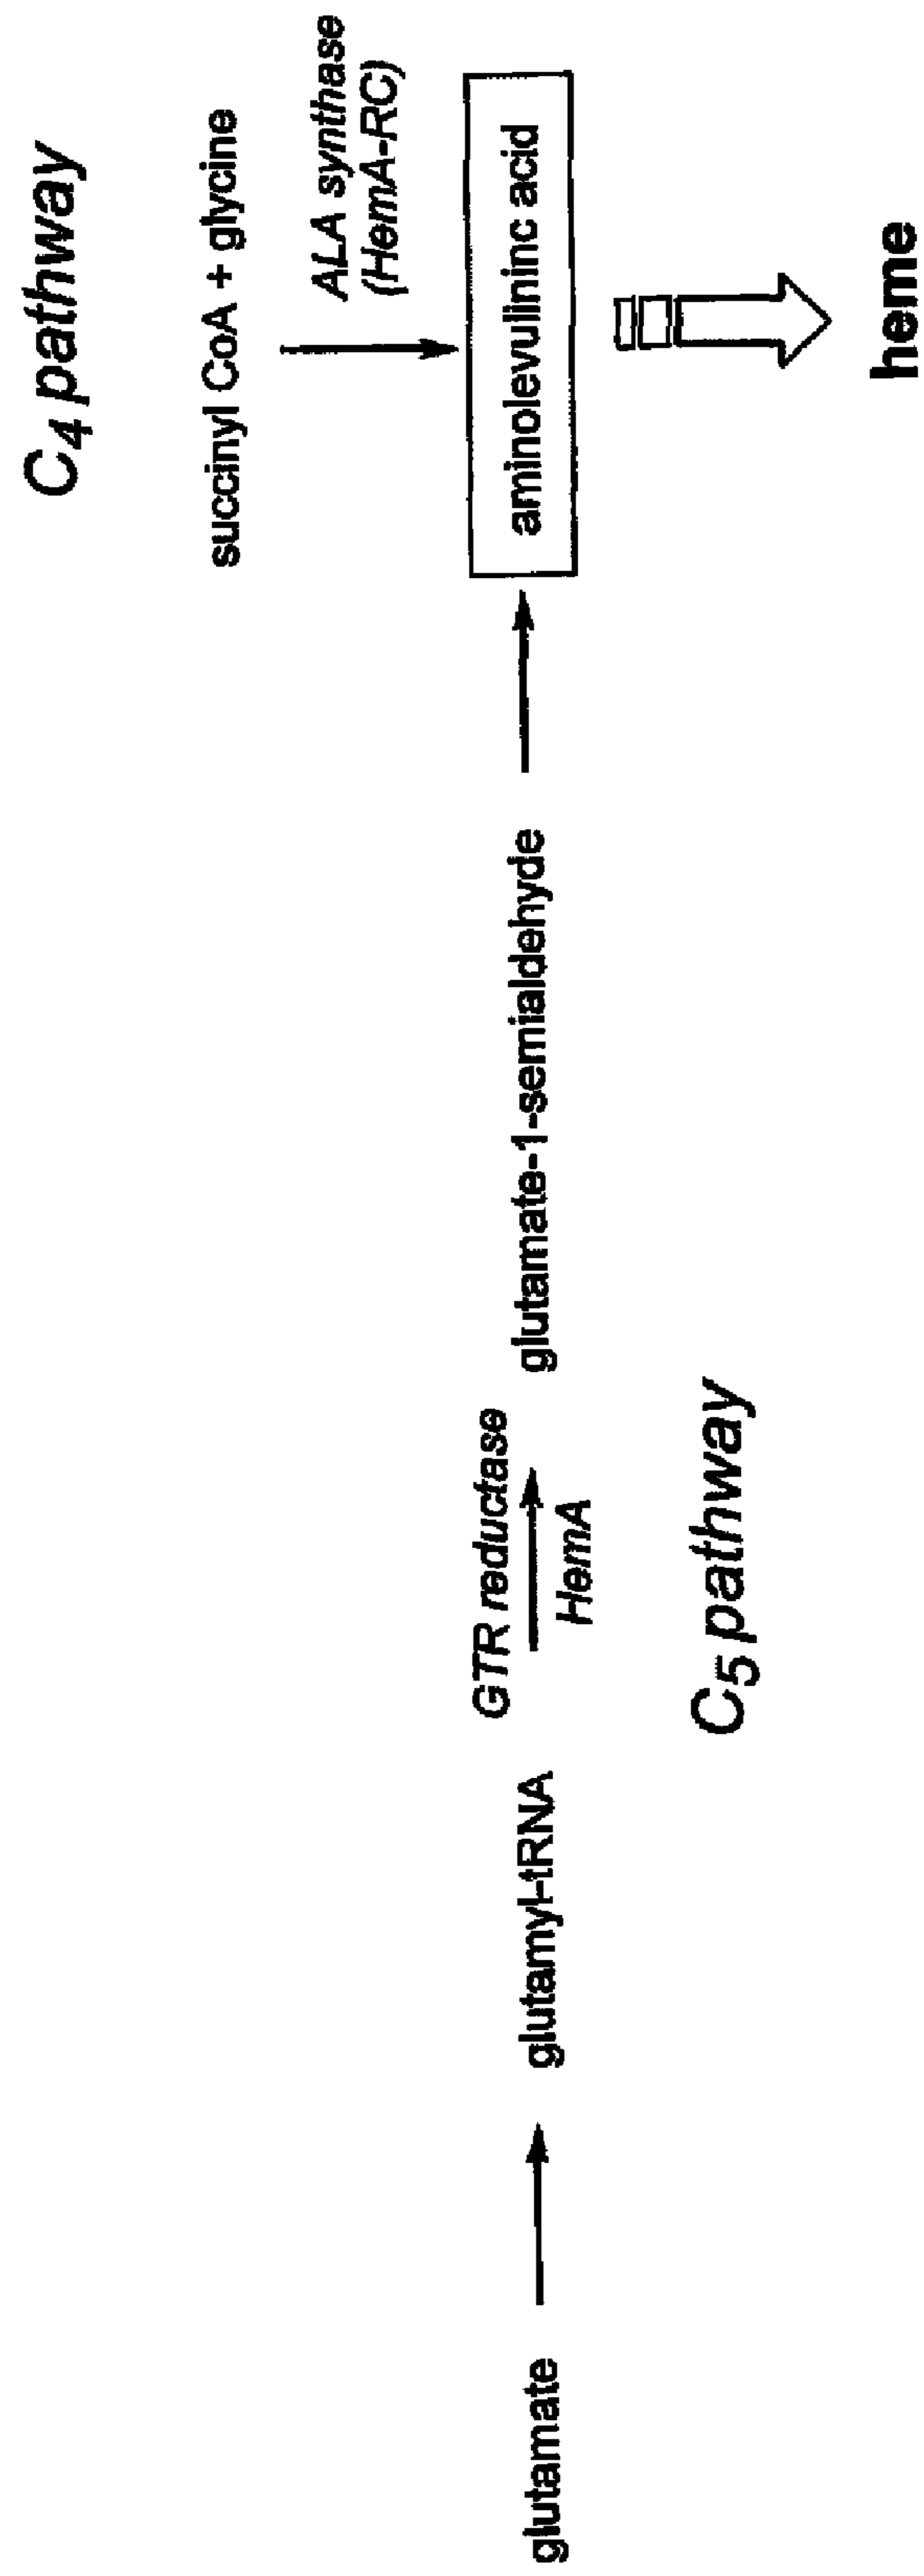 C4 pathway
succinyl CoA + glycine
ALA synthase
(HemA-RC)
glutamate
glutamyl-tRNA
GTR reductase
HemA
glutamate-1-semialdehyde
aminolevulininc acid
C5 pathway
heme